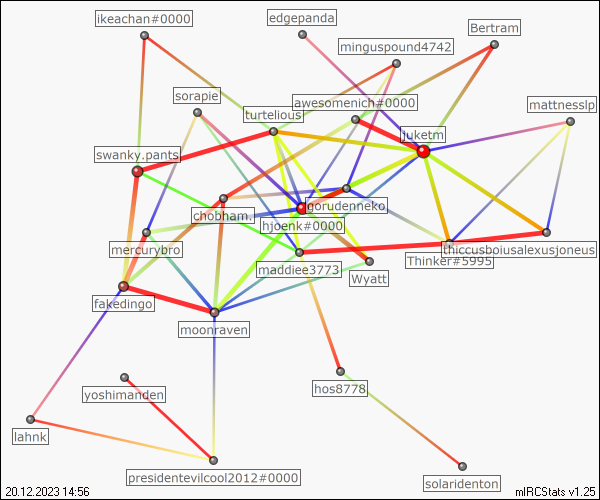 ikeachan#0000
edgepanda
Bertram
minguspound4742
sorapie
awesomenich#0000
mattnesslp
turtelious
juketm
swanky.pants
gorudenneko
chobham.
hjoenk#0000
mercurybro
thiccusboiusalexusjoneus
Thinker#5995
maddiee3773
Wyatt
fakedingo
moonraven
yoshimanden
hos8778
lahnk
presidentevilcool2012#0000
solaridenton
20.12.2023 14:56
mIRCStats v1.25